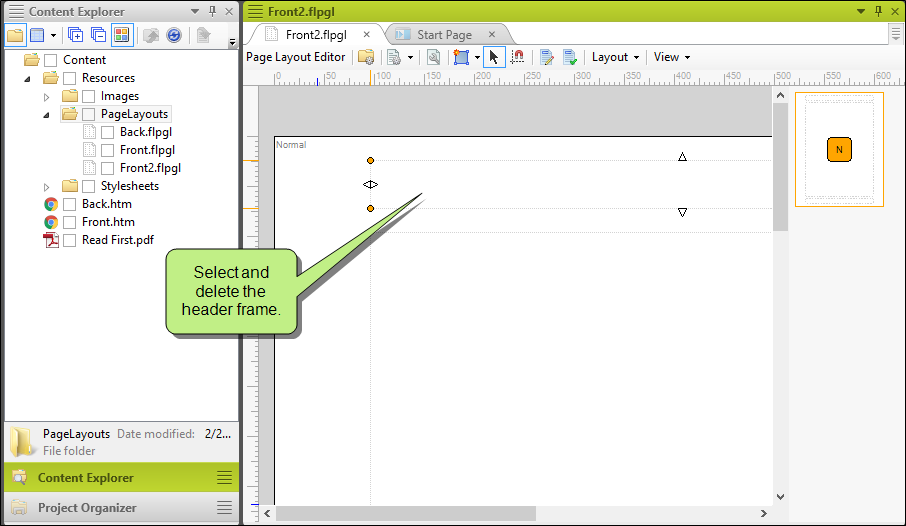 Content Explorer
Content
Resources
Images
PageLayouts
Back.flpgl
Front.flpgl
Front2.flpgl
Stylesheets
Back.htm
Front.htm
Read First.pdf
PageLayouts Date modified: 2/2...
File folder
Content Explorer
Project Organizer
Front2.flpgl
Front2.flpgl Start Page
Page Layout Editor Layout View
0 50 100 150 200 250 300 350 400 450 500 550 600
Normal
N
Select and
delete the
header frame.